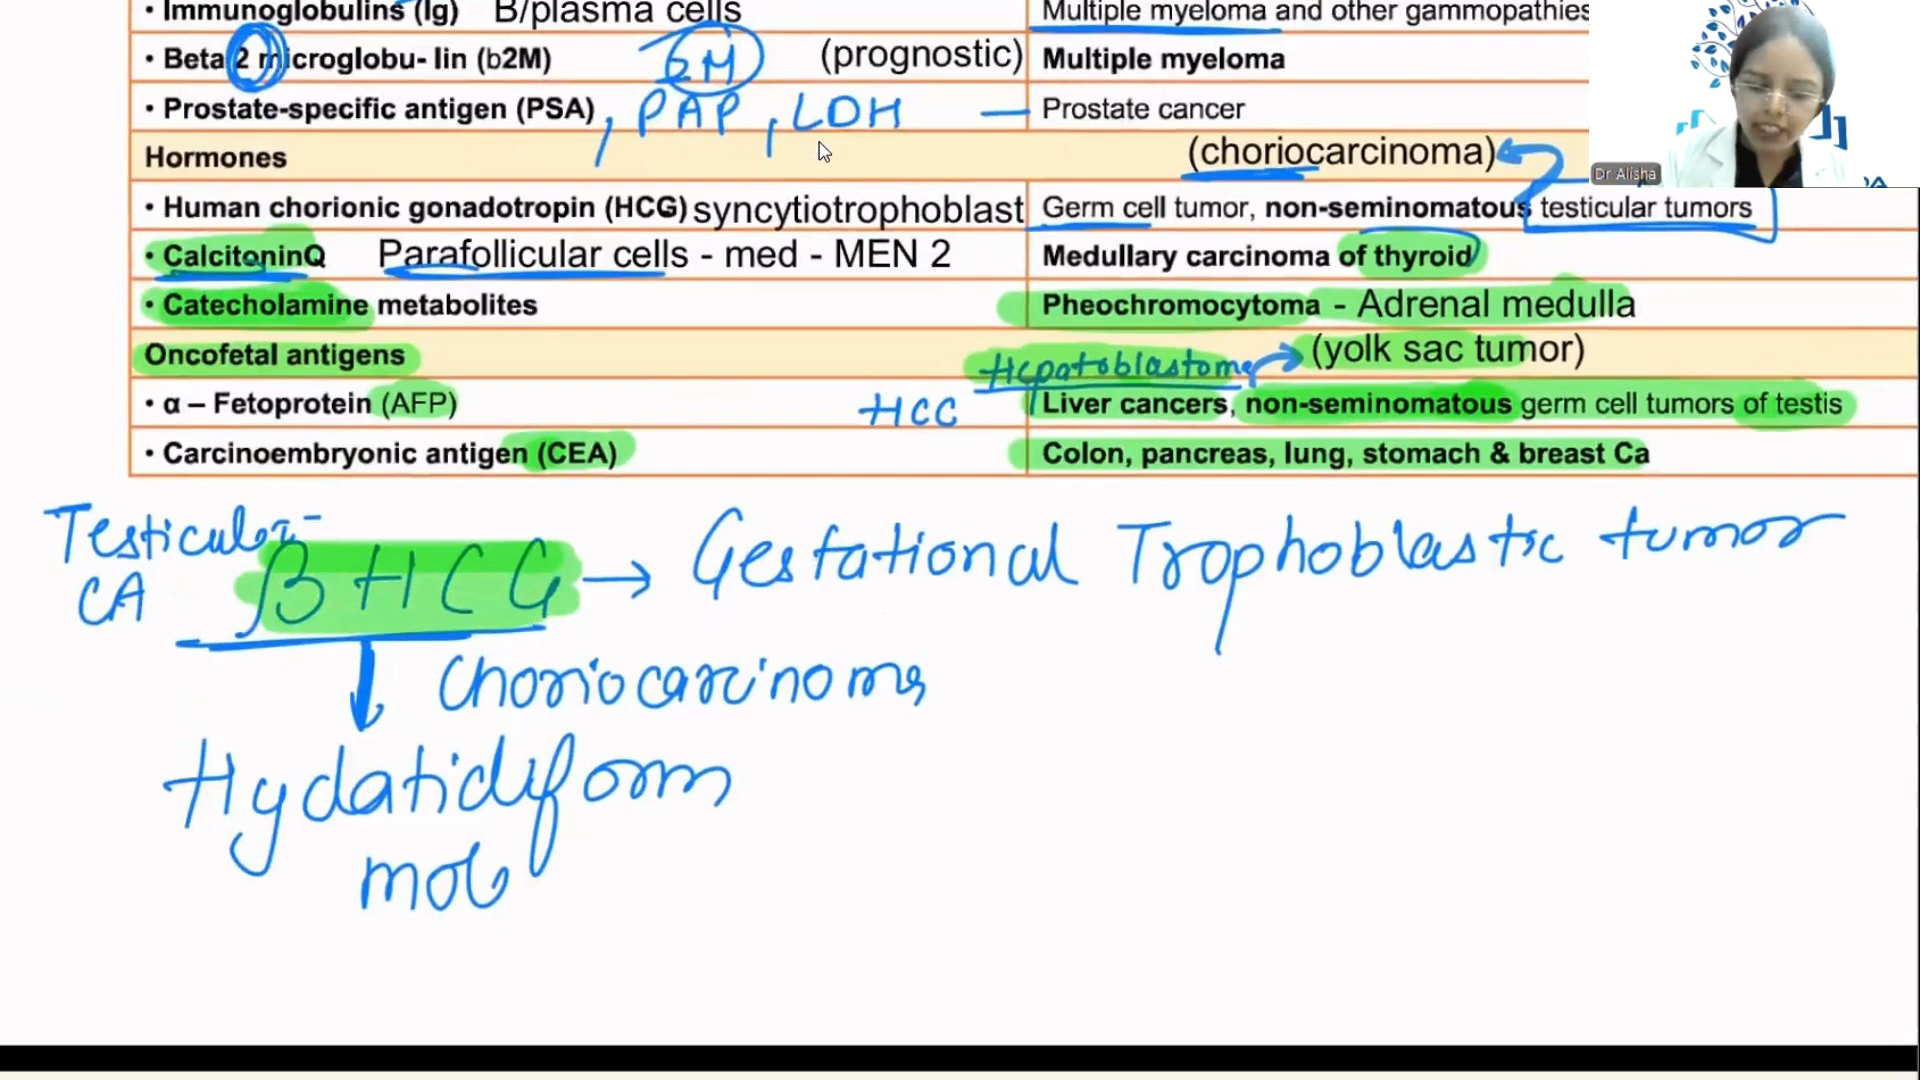 • Immunoglobulins (Ig) B/plasma cells Multiple myeloma and other gammopathies
• Beta 2 microglobu- lin (b2M) 2M (prognostic) Multiple myeloma
• Prostate-specific antigen (PSA) , PAP , LDH — Prostate cancer
Hormones (choriocarcinoma)
Dr Alisha
• Human chorionic gonadotropin (HCG) syncytiotrophoblast Germ cell tumor, non-seminomatous testicular tumors
• CalcitoninQ Parafollicular cells - med - MEN 2 Medullary carcinoma of thyroid
• Catecholamine metabolites Pheochromocytoma - Adrenal medulla
Oncofetal antigens Hepatoblastoma → (yolk sac tumor)
• α – Fetoprotein (AFP) HCC Liver cancers, non-seminomatous germ cell tumors of testis
• Carcinoembryonic antigen (CEA) Colon, pancreas, lung, stomach & breast Ca
Testicular
CA
βHCG → Gestational Trophoblastic tumor
Choriocarcinoma
Hydatidyform
mole